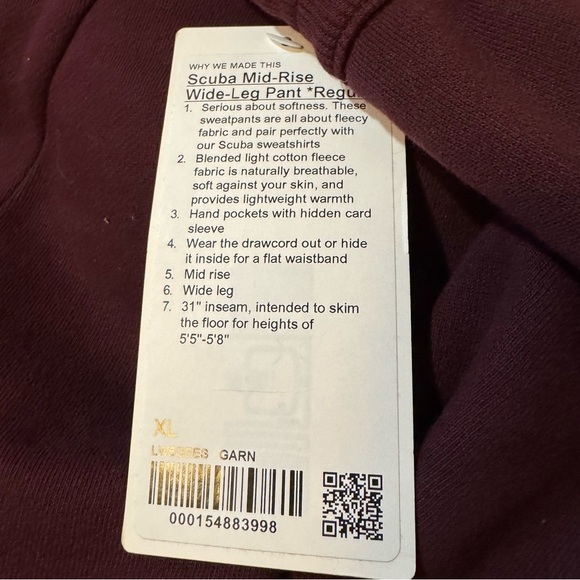 WHY WE MADE THIS
Scuba Mid-Rise
Wide-Leg Pant *Regu
1. Serious about softness. These
sweatpants are all about fleecy
fabric and pair perfectly with
our Scuba sweatshirts
2. Blended light cotton fleece
fabric is naturally breathable,
soft against your skin, and
provides lightweight warmth
3. Hand pockets with hidden card
sleeve
4. Wear the drawcord out or hide
it inside for a flat waistband
5. Mid rise
6. Wide leg
7. 31" inseam, intended to skim
the floor for heights of
5'5"-5'8"
XL
GARN
000154883998